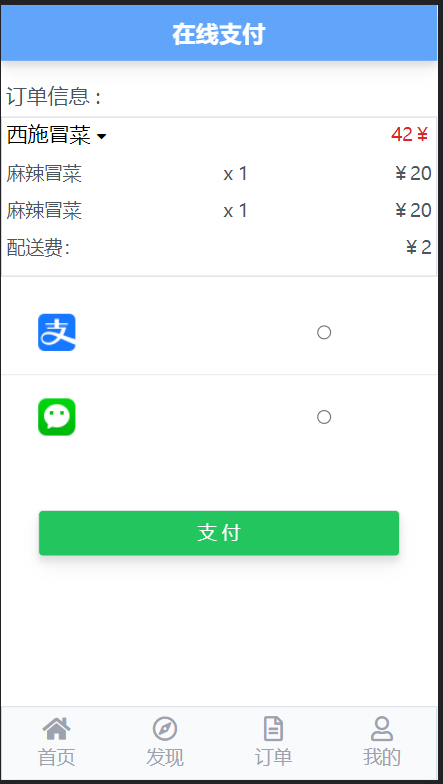 在线支付
订单信息 :
西施冒菜 42¥
麻辣冒菜 x 1 ¥20
麻辣冒菜 x 1 ¥20
配送费: ¥2
支
支付
首页 发现 订单 我的